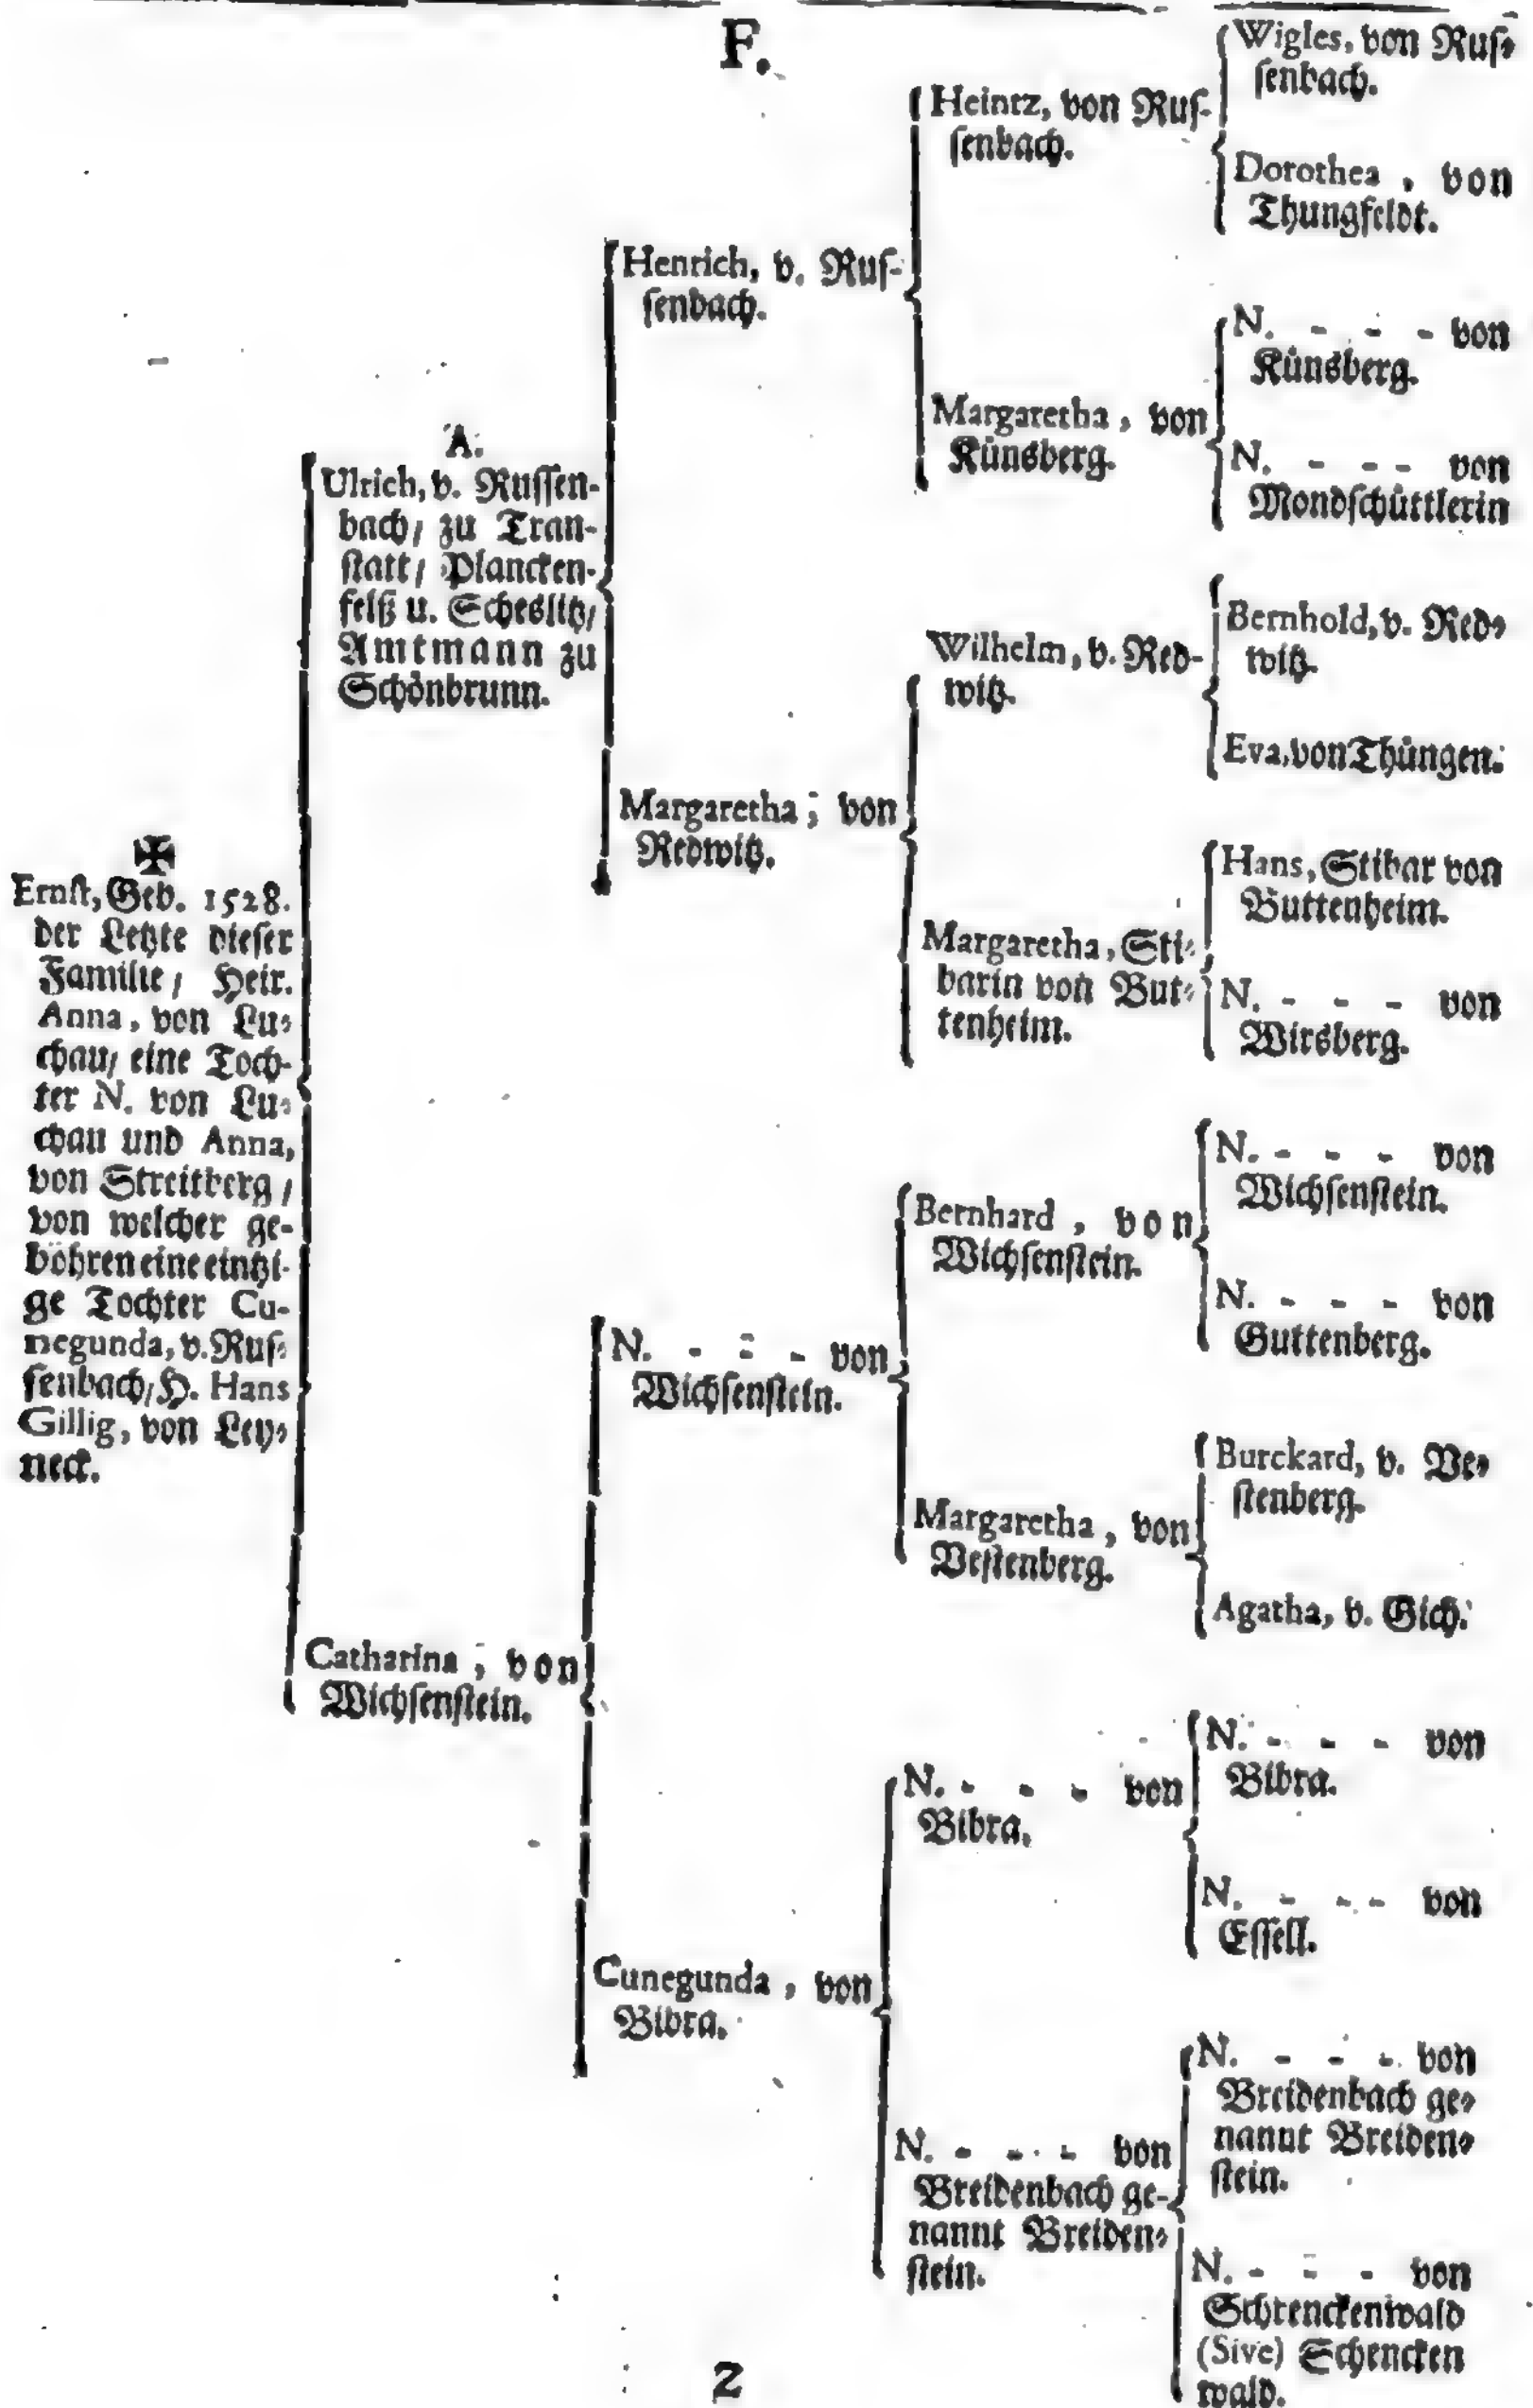 F.
✠
Ernst, Geb. 1528.
der Letzte dieser
Familie / Heir.
Anna, von Lu-
chau / eine Toch-
ter N. von Lu-
chau und Anna,
von Streitberg /
von welcher ge-
böhren eine eintzi-
ge Tochter Cu-
negunda, v. Rus-
senbach / H. Hans
Gillig, von Ley-
neck.
A.
Ulrich, v. Russen-
bach / zu Tran-
statt / Plancken-
felß u. Scheslitz /
Amtmann zu
Schönbrunn.
Catharina, von
Wichsenstein.
Henrich, v. Rus-
senbach.
Margaretha, von
Redwitz.
N. - - - von
Wichsenstein.
Cunegunda, von
Bibra.
Heintz, von Rus-
senbach.
Margaretha, von
Künsberg.
Wilhelm, v. Red-
witz.
Margaretha, Sti-
barin von But-
tenheim.
Bernhard, von
Wichsenstein.
Margaretha, von
Vestenberg.
N. - - - von
Bibra.
N. - - - von
Breidenbach ge-
nannt Breiden-
stein.
Wigles, von Rus-
senbach.
Dorothea, von
Thungfeldt.
N. - - - von
Künsberg.
N. - - - von
Mondschüttlerin
Bernhold, v. Red-
witz.
Eva, von Thüngen.
Hans, Stibar von
Buttenheim.
N. - - - von
Wirsberg.
N. - - - von
Wichsenstein.
N. - - - von
Guttenberg.
Burckard, v. Ve-
stenberg.
Agatha, v. Gich.
N. - - - von
Bibra.
N. - - - von
Essell.
N. - - - von
Breidenbach ge-
nannt Breiden-
stein.
N. - - - von
Schrenckenwald
(Sive) Schencken
wald.
2